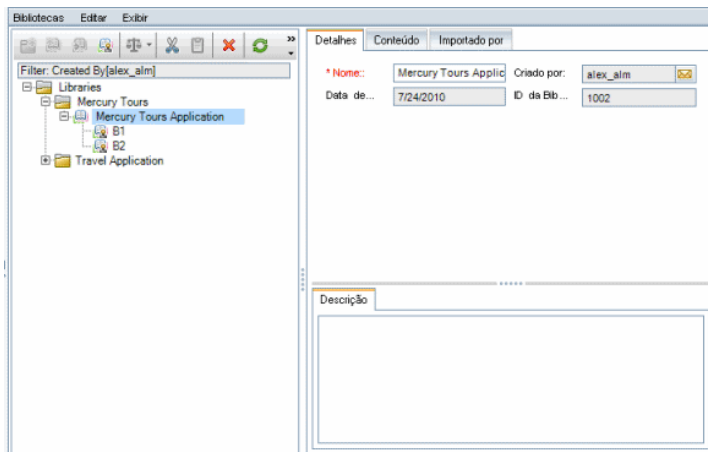 Bibliotecas Editar Exibir
Filter: Created By[alex_alm]
Libraries
Mercury Tours
Mercury Tours Application
B1
B2
Travel Application
Detalhes Conteúdo Importado por
* Nome:: Mercury Tours Applic Criado por: alex_alm
Data de... 7/24/2010 ID da Bib... 1002
Descrição